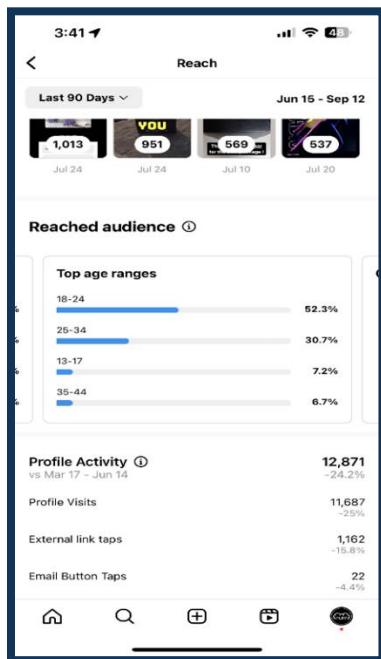 3:41
48
Reach
Last 90 Days
Jun 15 - Sep 12
YOU
1,013
951
569
537
Jul 24
Jul 24
Jul 10
Jul 20
Reached audience
Top age ranges
18-24
52.3%
25-34
30.7%
13-17
7.2%
35-44
6.7%
Profile Activity
12,871
vs Mar 17 - Jun 14
-24.2%
Profile Visits
11,687
-25%
External link taps
1,162
-15.8%
Email Button Taps
22
-4.4%